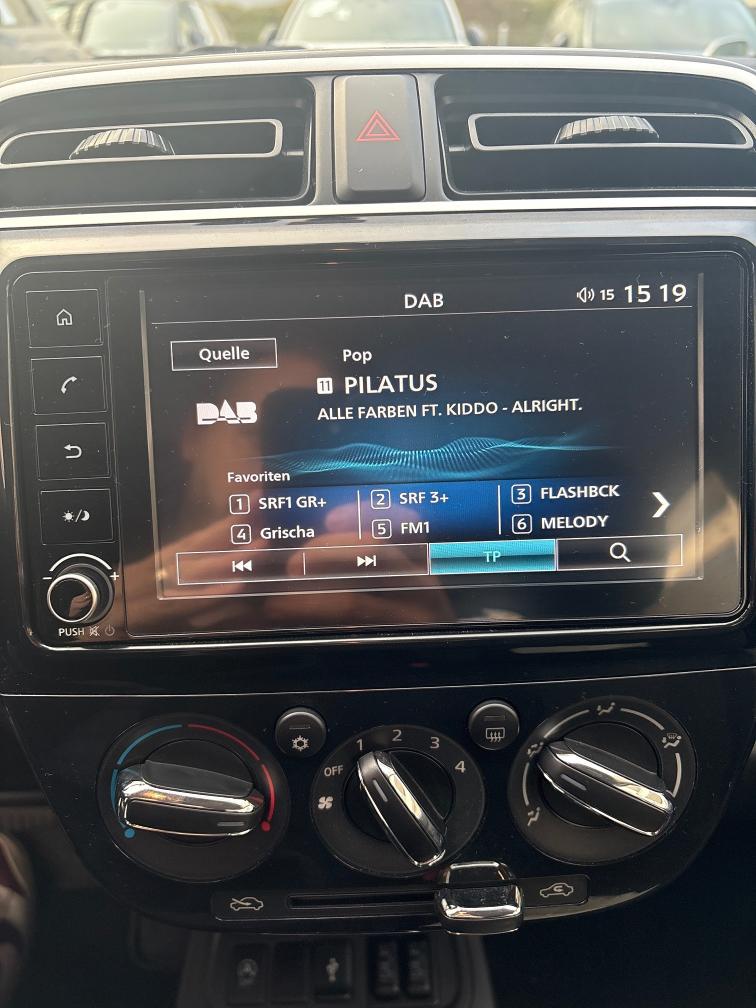 DAB
15 15 19
Quelle
Pop
11 PILATUS
DAB
ALLE FARBEN FT. KIDDO - ALRIGHT.
Favoriten
1 SRF1 GR+
2 SRF 3+
3 FLASHBCK
4 Grischa
5 FM1
6 MELODY
TP
- +
PUSH
OFF 1 2 3 4